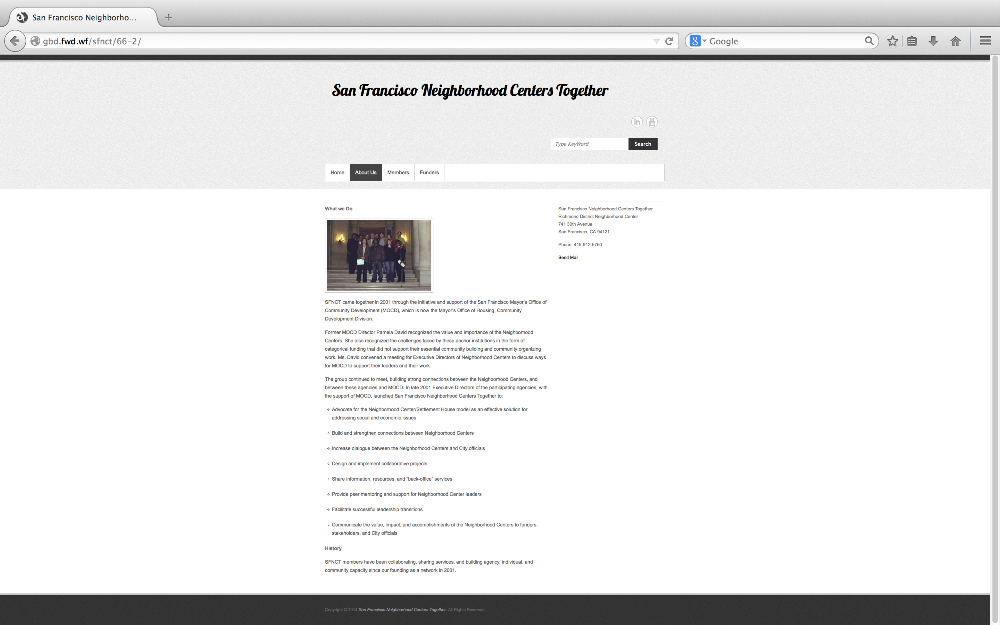 San Francisco Neighborho...
gbd.fwd.wf/sfnct/66-2/
Google
San Francisco Neighborhood Centers Together
in
You Tube
Type KeyWord
Search
Home
About Us
Members
Funders
What we Do
SFNCT came together in 2001 through the initiative and support of the San Francisco Mayor's Office of
Community Development (MOCD), which is now the Mayor's Office of Housing, Community
Development Division.
Former MOCD Director Pamela David recognized the value and importance of the Neighborhood
Centers. She also recognized the challenges faced by these anchor institutions in the form of
categorical funding that did not support their essential community building and community organizing
work. Ms. David convened a meeting for Executive Directors of Neighborhood Centers to discuss ways
for MOCD to support their leaders and their work.
The group continued to meet, building strong connections between the Neighborhood Centers, and
between these agencies and MOCD. In late 2001 Executive Directors of the participating agencies, with
the support of MOCD, launched San Francisco Neighborhood Centers Together to:
Advocate for the Neighborhood Center/Settlement House model as an effective solution for
addressing social and economic issues
Build and strengthen connections between Neighborhood Centers
Increase dialogue between the Neighborhood Centers and City officials
Design and implement collaborative projects
Share information, resources, and “back-office” services
Provide peer mentoring and support for Neighborhood Center leaders
Facilitate successful leadership transitions
Communicate the value, impact, and accomplishments of the Neighborhood Centers to funders,
stakeholders, and City officials
History
SFNCT members have been collaborating, sharing services, and building agency, individual, and
community capacity since our founding as a network in 2001.
San Francisco Neighborhood Centers Together
Richmond District Neighborhood Center
741 30th Avenue
San Francisco, CA 94121
Phone: 415-912-5750
Send Mail
Copyright © 2014 San Francisco Neighborhood Centers Together. All Rights Reserved.